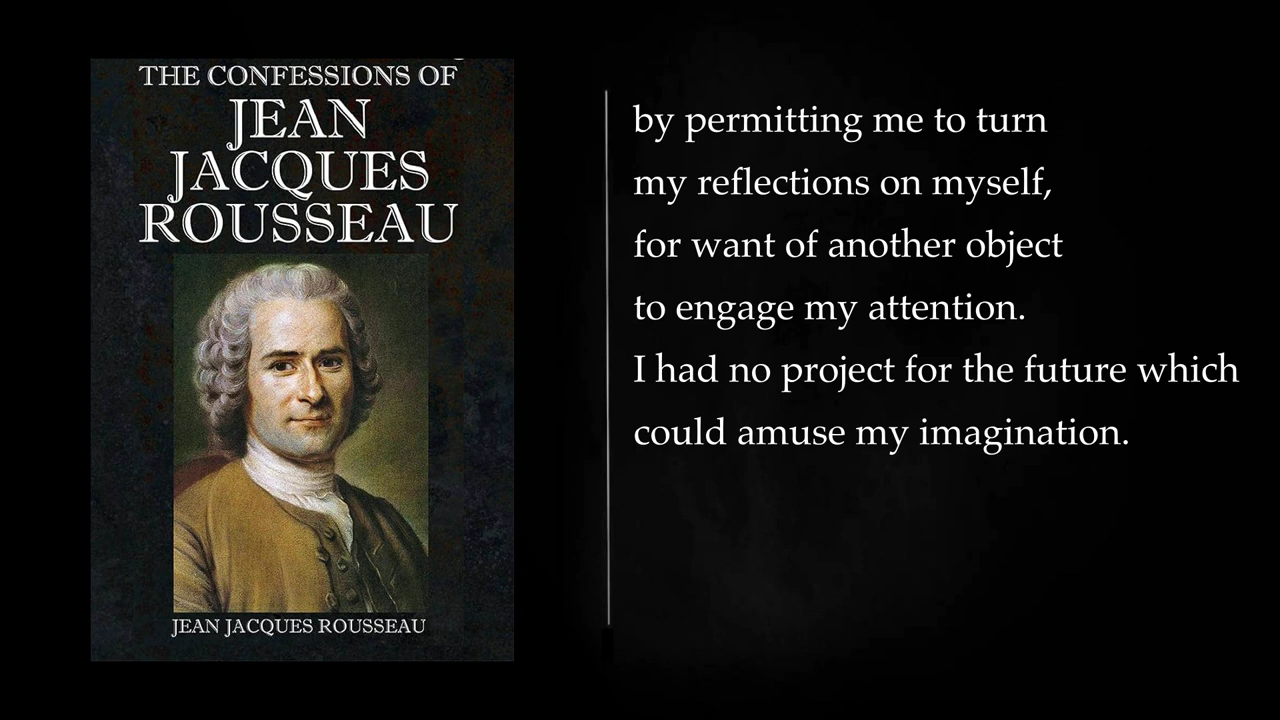 THE CONFESSIONS OF
JEAN
JACQUES
ROUSSEAU
JEAN JACQUES ROUSSEAU
by permitting me to turn
my reflections on myself,
for want of another object
to engage my attention.
I had no project for the future which
could amuse my imagination.